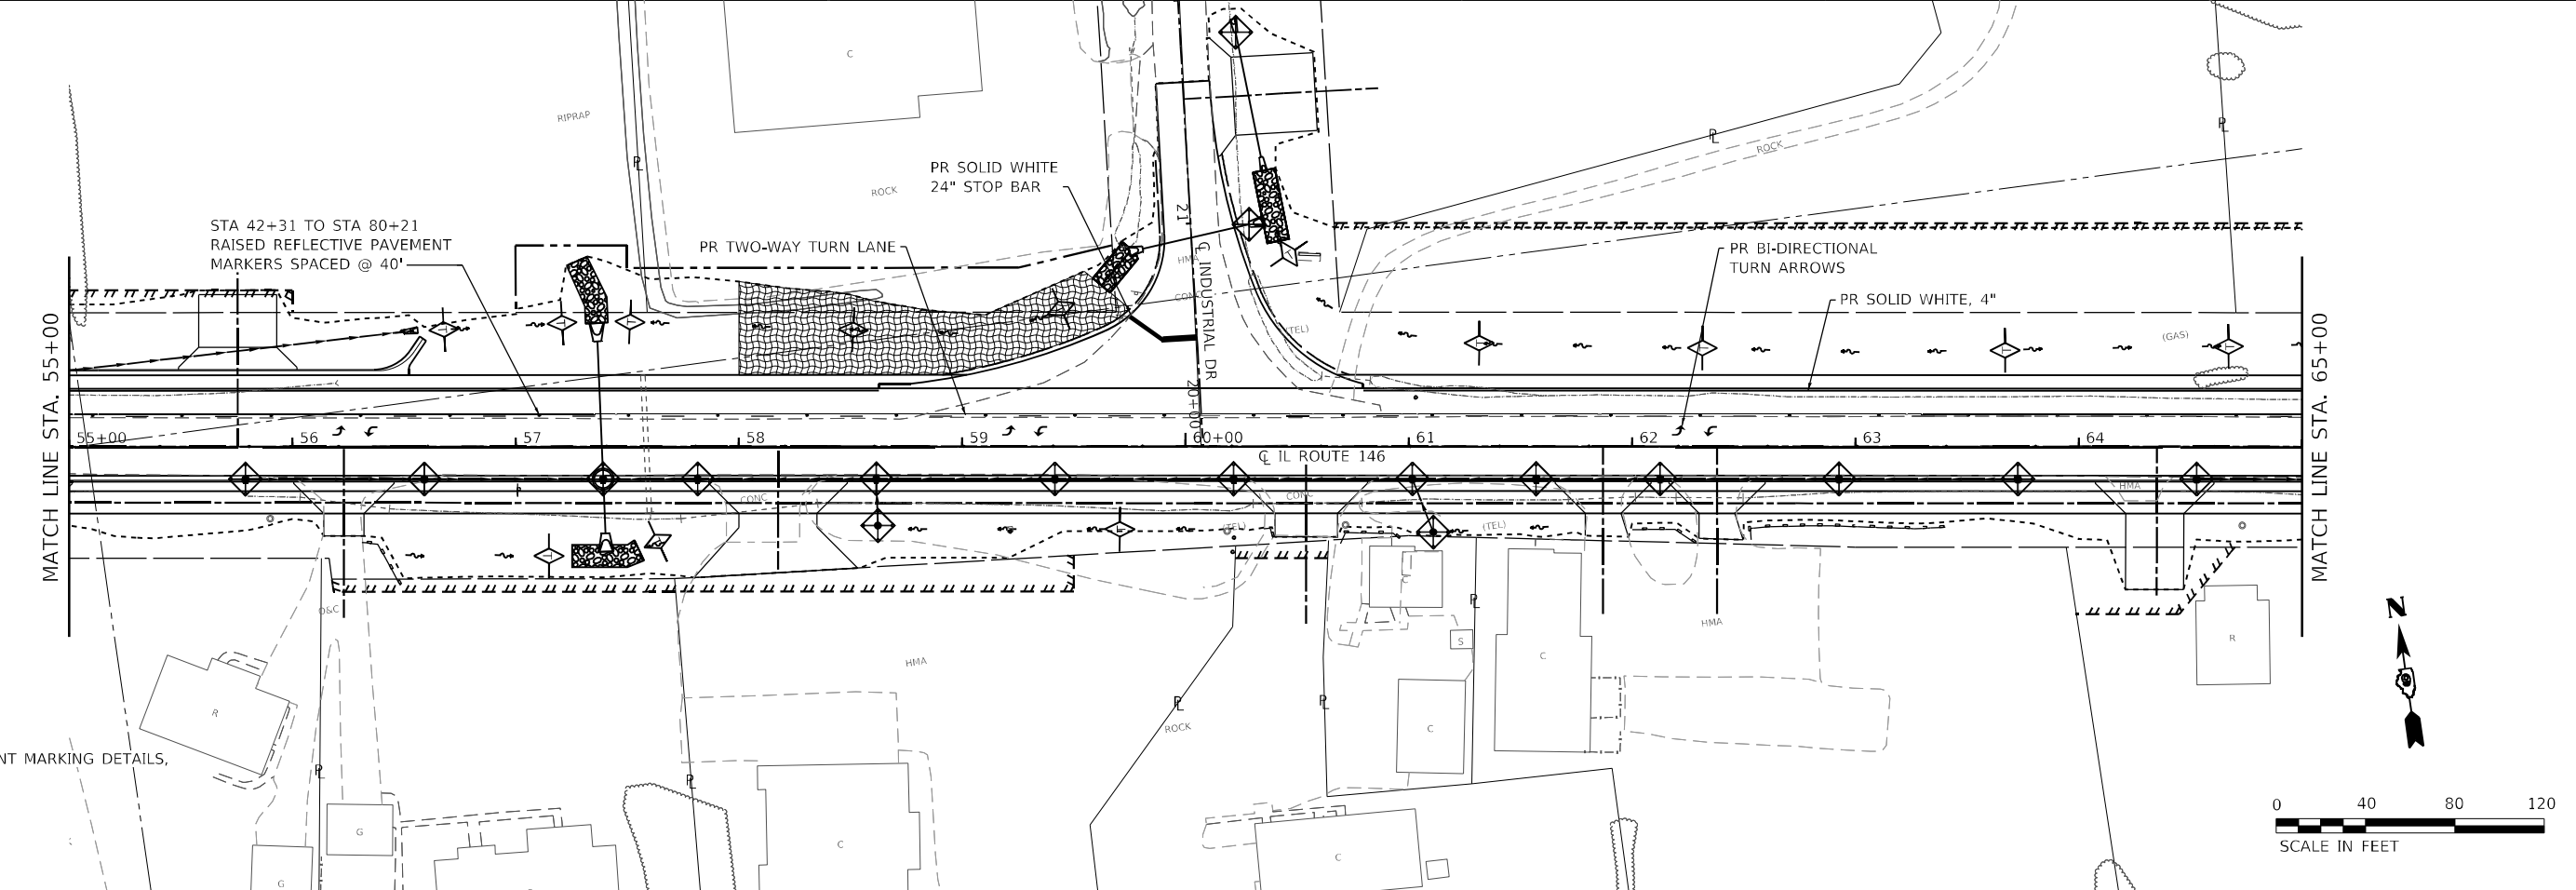 C
RIPRAP
ROCK
PR SOLID WHITE
24" STOP BAR
STA 42+31 TO STA 80+21
RAISED REFLECTIVE PAVEMENT
MARKERS SPACED @ 40'
PR TWO-WAY TURN LANE
21
℄ INDUSTRIAL DR
20+00
HMA
CONC
(TEL)
ROCK
PR BI-DIRECTIONAL
TURN ARROWS
PR SOLID WHITE, 4"
(GAS)
MATCH LINE STA. 55+00
MATCH LINE STA. 65+00
55+00
56
57
58
59
60+00
61
62
63
64
℄ IL ROUTE 146
CONC
CONC
(TEL)
(TEL)
HMA
HMA
HMA
O&C
R
G
G
C
ROCK
C
S
C
C
C
R
NT MARKING DETAILS,
N
0 40 80 120
SCALE IN FEET